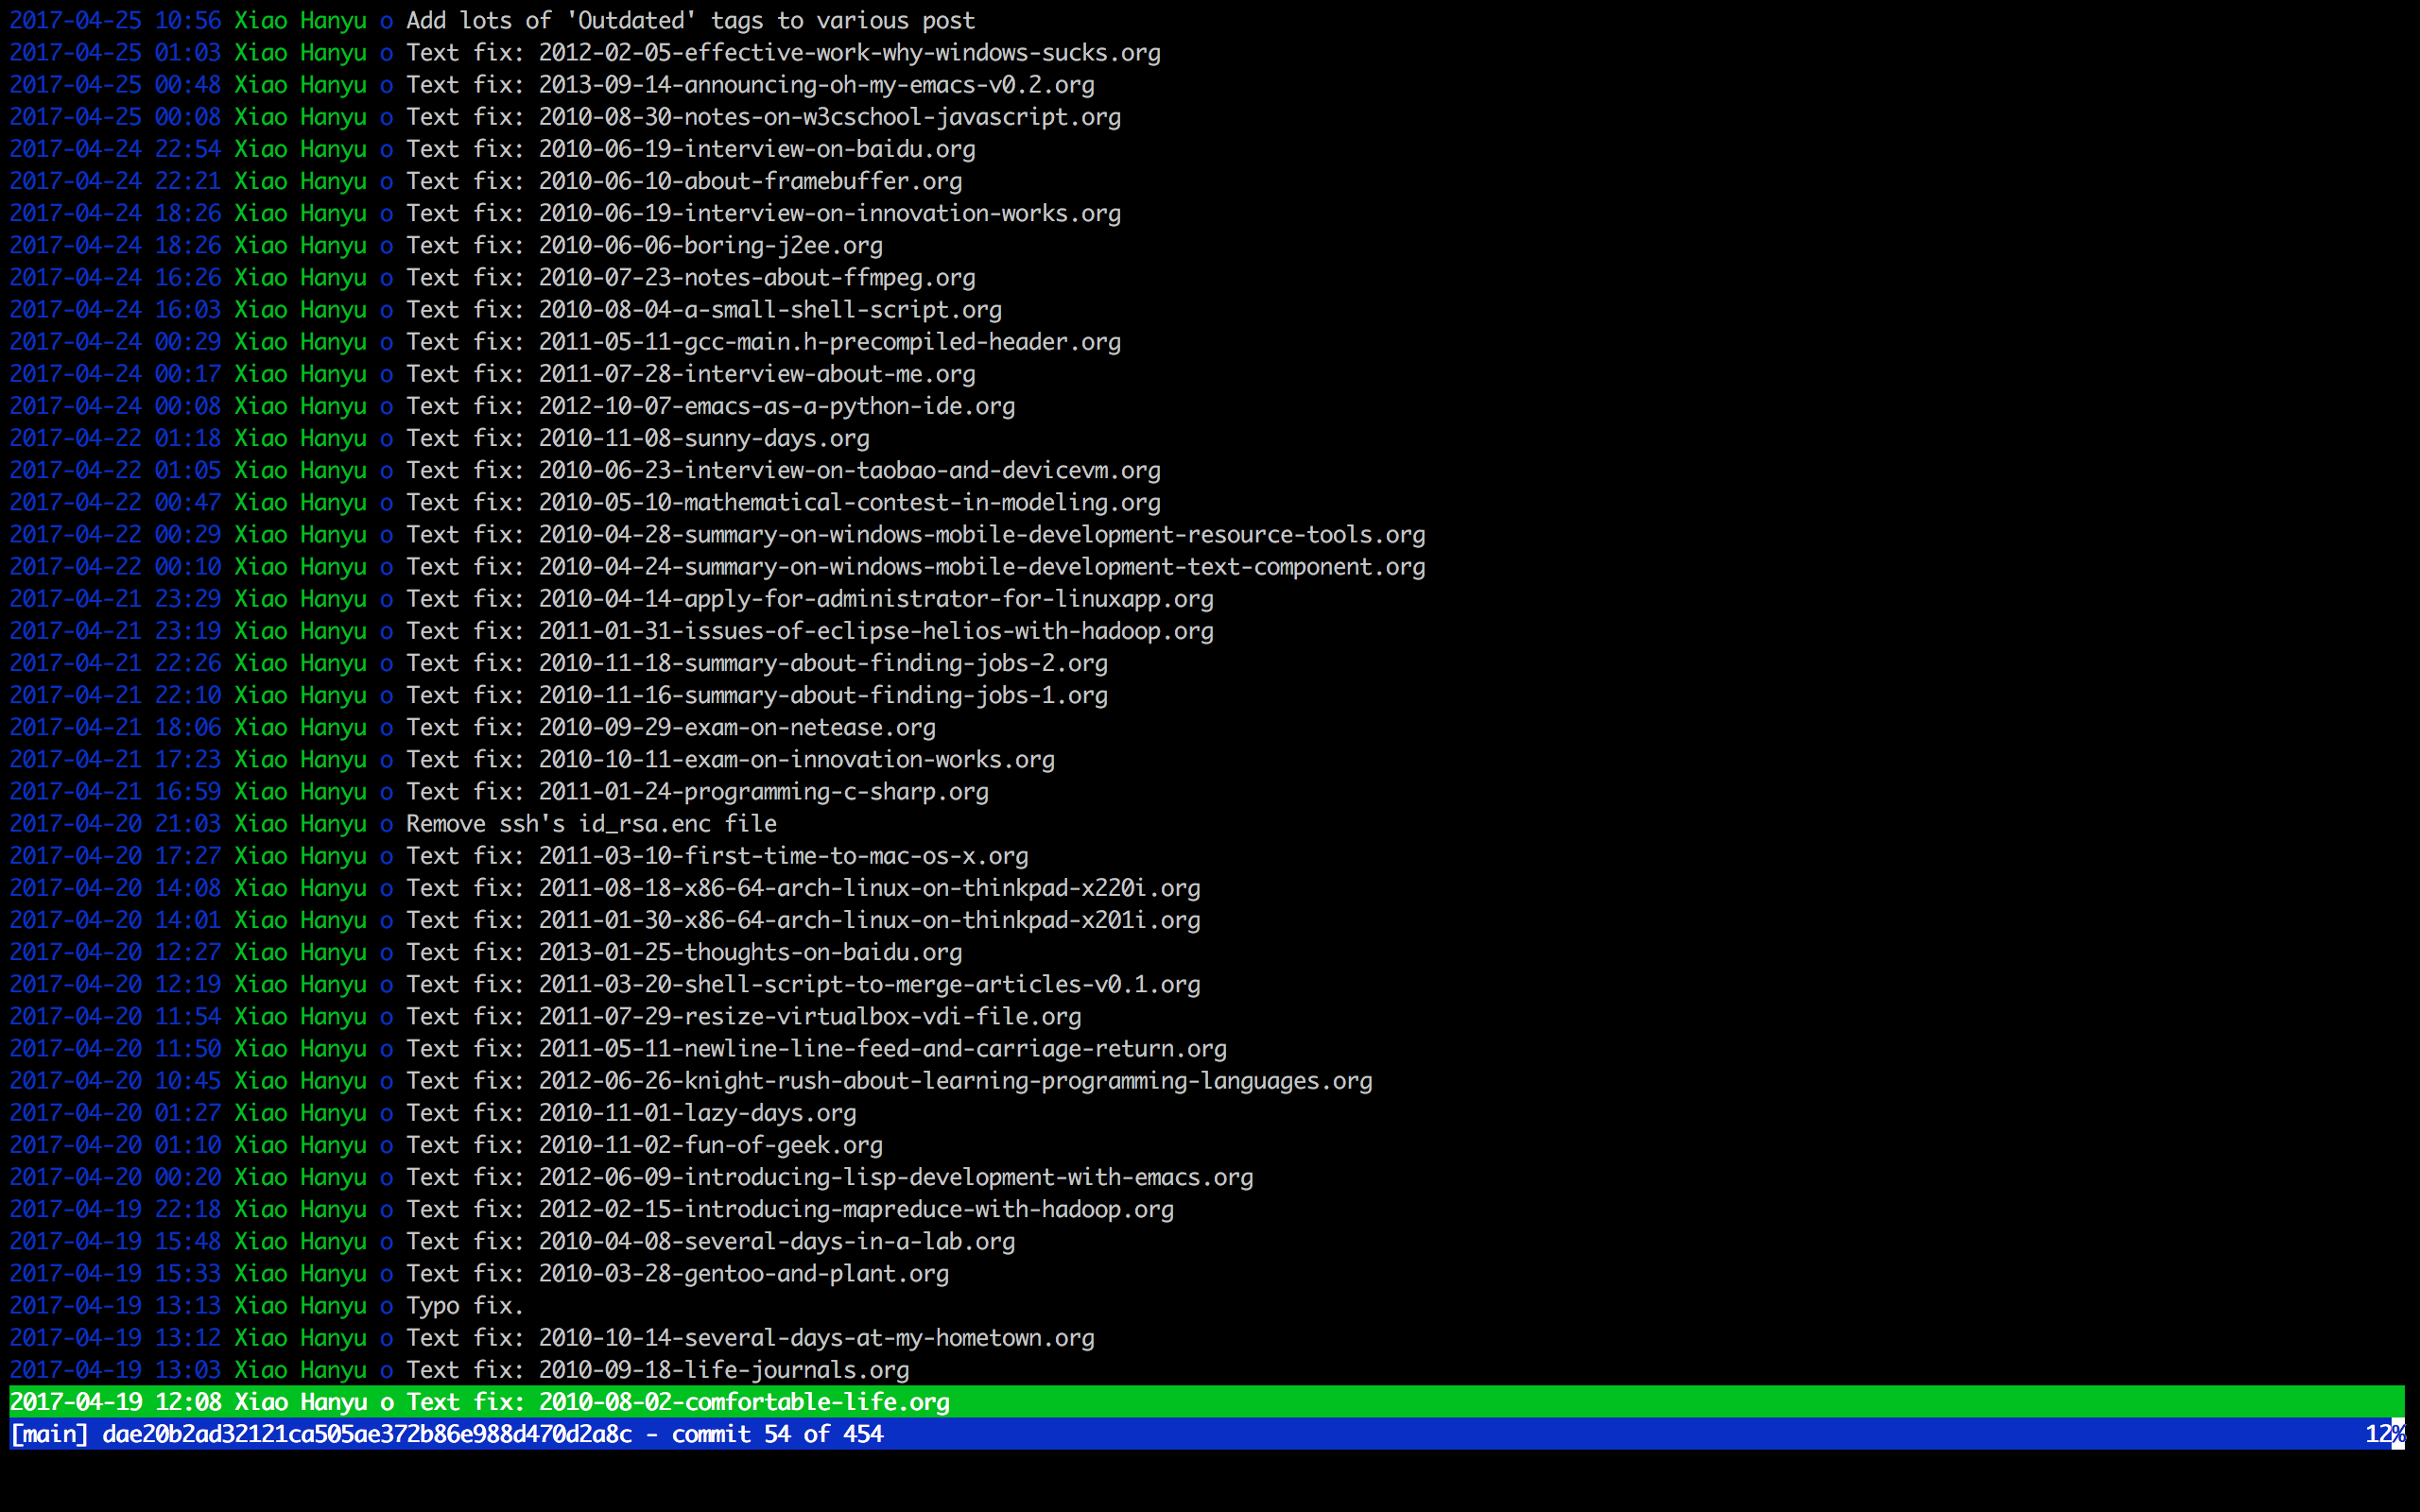 2017-04-25 10:56 Xiao Hanyu o Add lots of 'Outdated' tags to various post
2017-04-25 01:03 Xiao Hanyu o Text fix: 2012-02-05-effective-work-why-windows-sucks.org
2017-04-25 00:48 Xiao Hanyu o Text fix: 2013-09-14-announcing-oh-my-emacs-v0.2.org
2017-04-25 00:08 Xiao Hanyu o Text fix: 2010-08-30-notes-on-w3cschool-javascript.org
2017-04-24 22:54 Xiao Hanyu o Text fix: 2010-06-19-interview-on-baidu.org
2017-04-24 22:21 Xiao Hanyu o Text fix: 2010-06-10-about-framebuffer.org
2017-04-24 18:26 Xiao Hanyu o Text fix: 2010-06-19-interview-on-innovation-works.org
2017-04-24 18:26 Xiao Hanyu o Text fix: 2010-06-06-boring-j2ee.org
2017-04-24 16:26 Xiao Hanyu o Text fix: 2010-07-23-notes-about-ffmpeg.org
2017-04-24 16:03 Xiao Hanyu o Text fix: 2010-08-04-a-small-shell-script.org
2017-04-24 00:29 Xiao Hanyu o Text fix: 2011-05-11-gcc-main.h-precompiled-header.org
2017-04-24 00:17 Xiao Hanyu o Text fix: 2011-07-28-interview-about-me.org
2017-04-24 00:08 Xiao Hanyu o Text fix: 2012-10-07-emacs-as-a-python-ide.org
2017-04-22 01:18 Xiao Hanyu o Text fix: 2010-11-08-sunny-days.org
2017-04-22 01:05 Xiao Hanyu o Text fix: 2010-06-23-interview-on-taobao-and-devicevm.org
2017-04-22 00:47 Xiao Hanyu o Text fix: 2010-05-10-mathematical-contest-in-modeling.org
2017-04-22 00:29 Xiao Hanyu o Text fix: 2010-04-28-summary-on-windows-mobile-development-resource-tools.org
2017-04-22 00:10 Xiao Hanyu o Text fix: 2010-04-24-summary-on-windows-mobile-development-text-component.org
2017-04-21 23:29 Xiao Hanyu o Text fix: 2010-04-14-apply-for-administrator-for-linuxapp.org
2017-04-21 23:19 Xiao Hanyu o Text fix: 2011-01-31-issues-of-eclipse-helios-with-hadoop.org
2017-04-21 22:26 Xiao Hanyu o Text fix: 2010-11-18-summary-about-finding-jobs-2.org
2017-04-21 22:10 Xiao Hanyu o Text fix: 2010-11-16-summary-about-finding-jobs-1.org
2017-04-21 18:06 Xiao Hanyu o Text fix: 2010-09-29-exam-on-netease.org
2017-04-21 17:23 Xiao Hanyu o Text fix: 2010-10-11-exam-on-innovation-works.org
2017-04-21 16:59 Xiao Hanyu o Text fix: 2011-01-24-programming-c-sharp.org
2017-04-20 21:03 Xiao Hanyu o Remove ssh's id_rsa.enc file
2017-04-20 17:27 Xiao Hanyu o Text fix: 2011-03-10-first-time-to-mac-os-x.org
2017-04-20 14:08 Xiao Hanyu o Text fix: 2011-08-18-x86-64-arch-linux-on-thinkpad-x220i.org
2017-04-20 14:01 Xiao Hanyu o Text fix: 2011-01-30-x86-64-arch-linux-on-thinkpad-x201i.org
2017-04-20 12:27 Xiao Hanyu o Text fix: 2013-01-25-thoughts-on-baidu.org
2017-04-20 12:19 Xiao Hanyu o Text fix: 2011-03-20-shell-script-to-merge-articles-v0.1.org
2017-04-20 11:54 Xiao Hanyu o Text fix: 2011-07-29-resize-virtualbox-vdi-file.org
2017-04-20 11:50 Xiao Hanyu o Text fix: 2011-05-11-newline-line-feed-and-carriage-return.org
2017-04-20 10:45 Xiao Hanyu o Text fix: 2012-06-26-knight-rush-about-learning-programming-languages.org
2017-04-20 01:27 Xiao Hanyu o Text fix: 2010-11-01-lazy-days.org
2017-04-20 01:10 Xiao Hanyu o Text fix: 2010-11-02-fun-of-geek.org
2017-04-20 00:20 Xiao Hanyu o Text fix: 2012-06-09-introducing-lisp-development-with-emacs.org
2017-04-19 22:18 Xiao Hanyu o Text fix: 2012-02-15-introducing-mapreduce-with-hadoop.org
2017-04-19 15:48 Xiao Hanyu o Text fix: 2010-04-08-several-days-in-a-lab.org
2017-04-19 15:33 Xiao Hanyu o Text fix: 2010-03-28-gentoo-and-plant.org
2017-04-19 13:13 Xiao Hanyu o Typo fix.
2017-04-19 13:12 Xiao Hanyu o Text fix: 2010-10-14-several-days-at-my-hometown.org
2017-04-19 13:03 Xiao Hanyu o Text fix: 2010-09-18-life-journals.org
2017-04-19 12:08 Xiao Hanyu o Text fix: 2010-08-02-comfortable-life.org
[main] dae20b2ad32121ca505ae372b86e988d470d2a8c - commit 54 of 454 12%